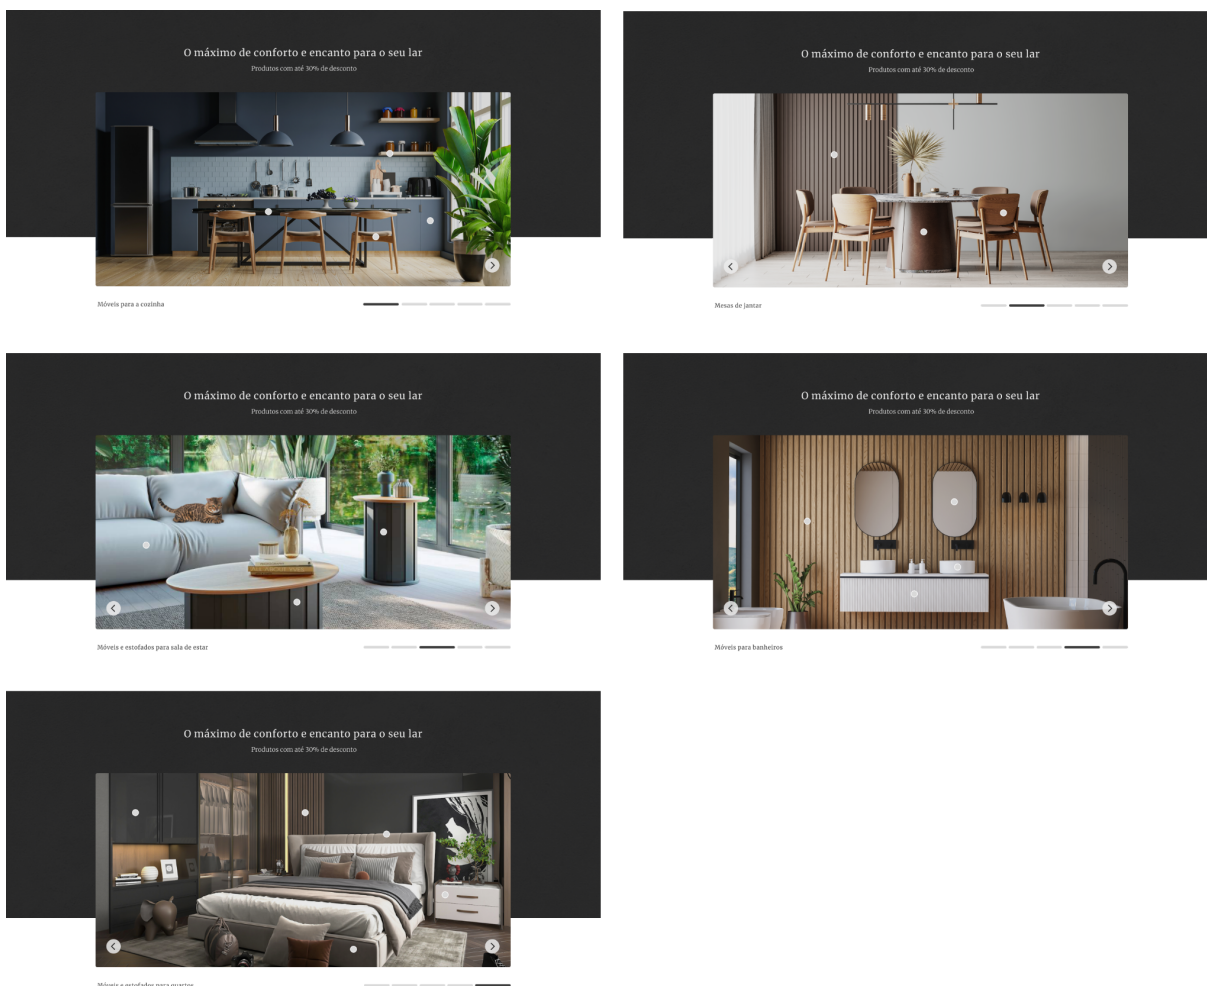 O máximo de conforto e encanto para o seu lar
Produtos com até 30% de desconto
Móveis para a cozinha
O máximo de conforto e encanto para o seu lar
Produtos com até 30% de desconto
Mesas de jantar
O máximo de conforto e encanto para o seu lar
Produtos com até 30% de desconto
Móveis e estofados para sala de estar
O máximo de conforto e encanto para o seu lar
Produtos com até 30% de desconto
Móveis para banheiros
O máximo de conforto e encanto para o seu lar
Produtos com até 30% de desconto
Móveis e estofados para quartos